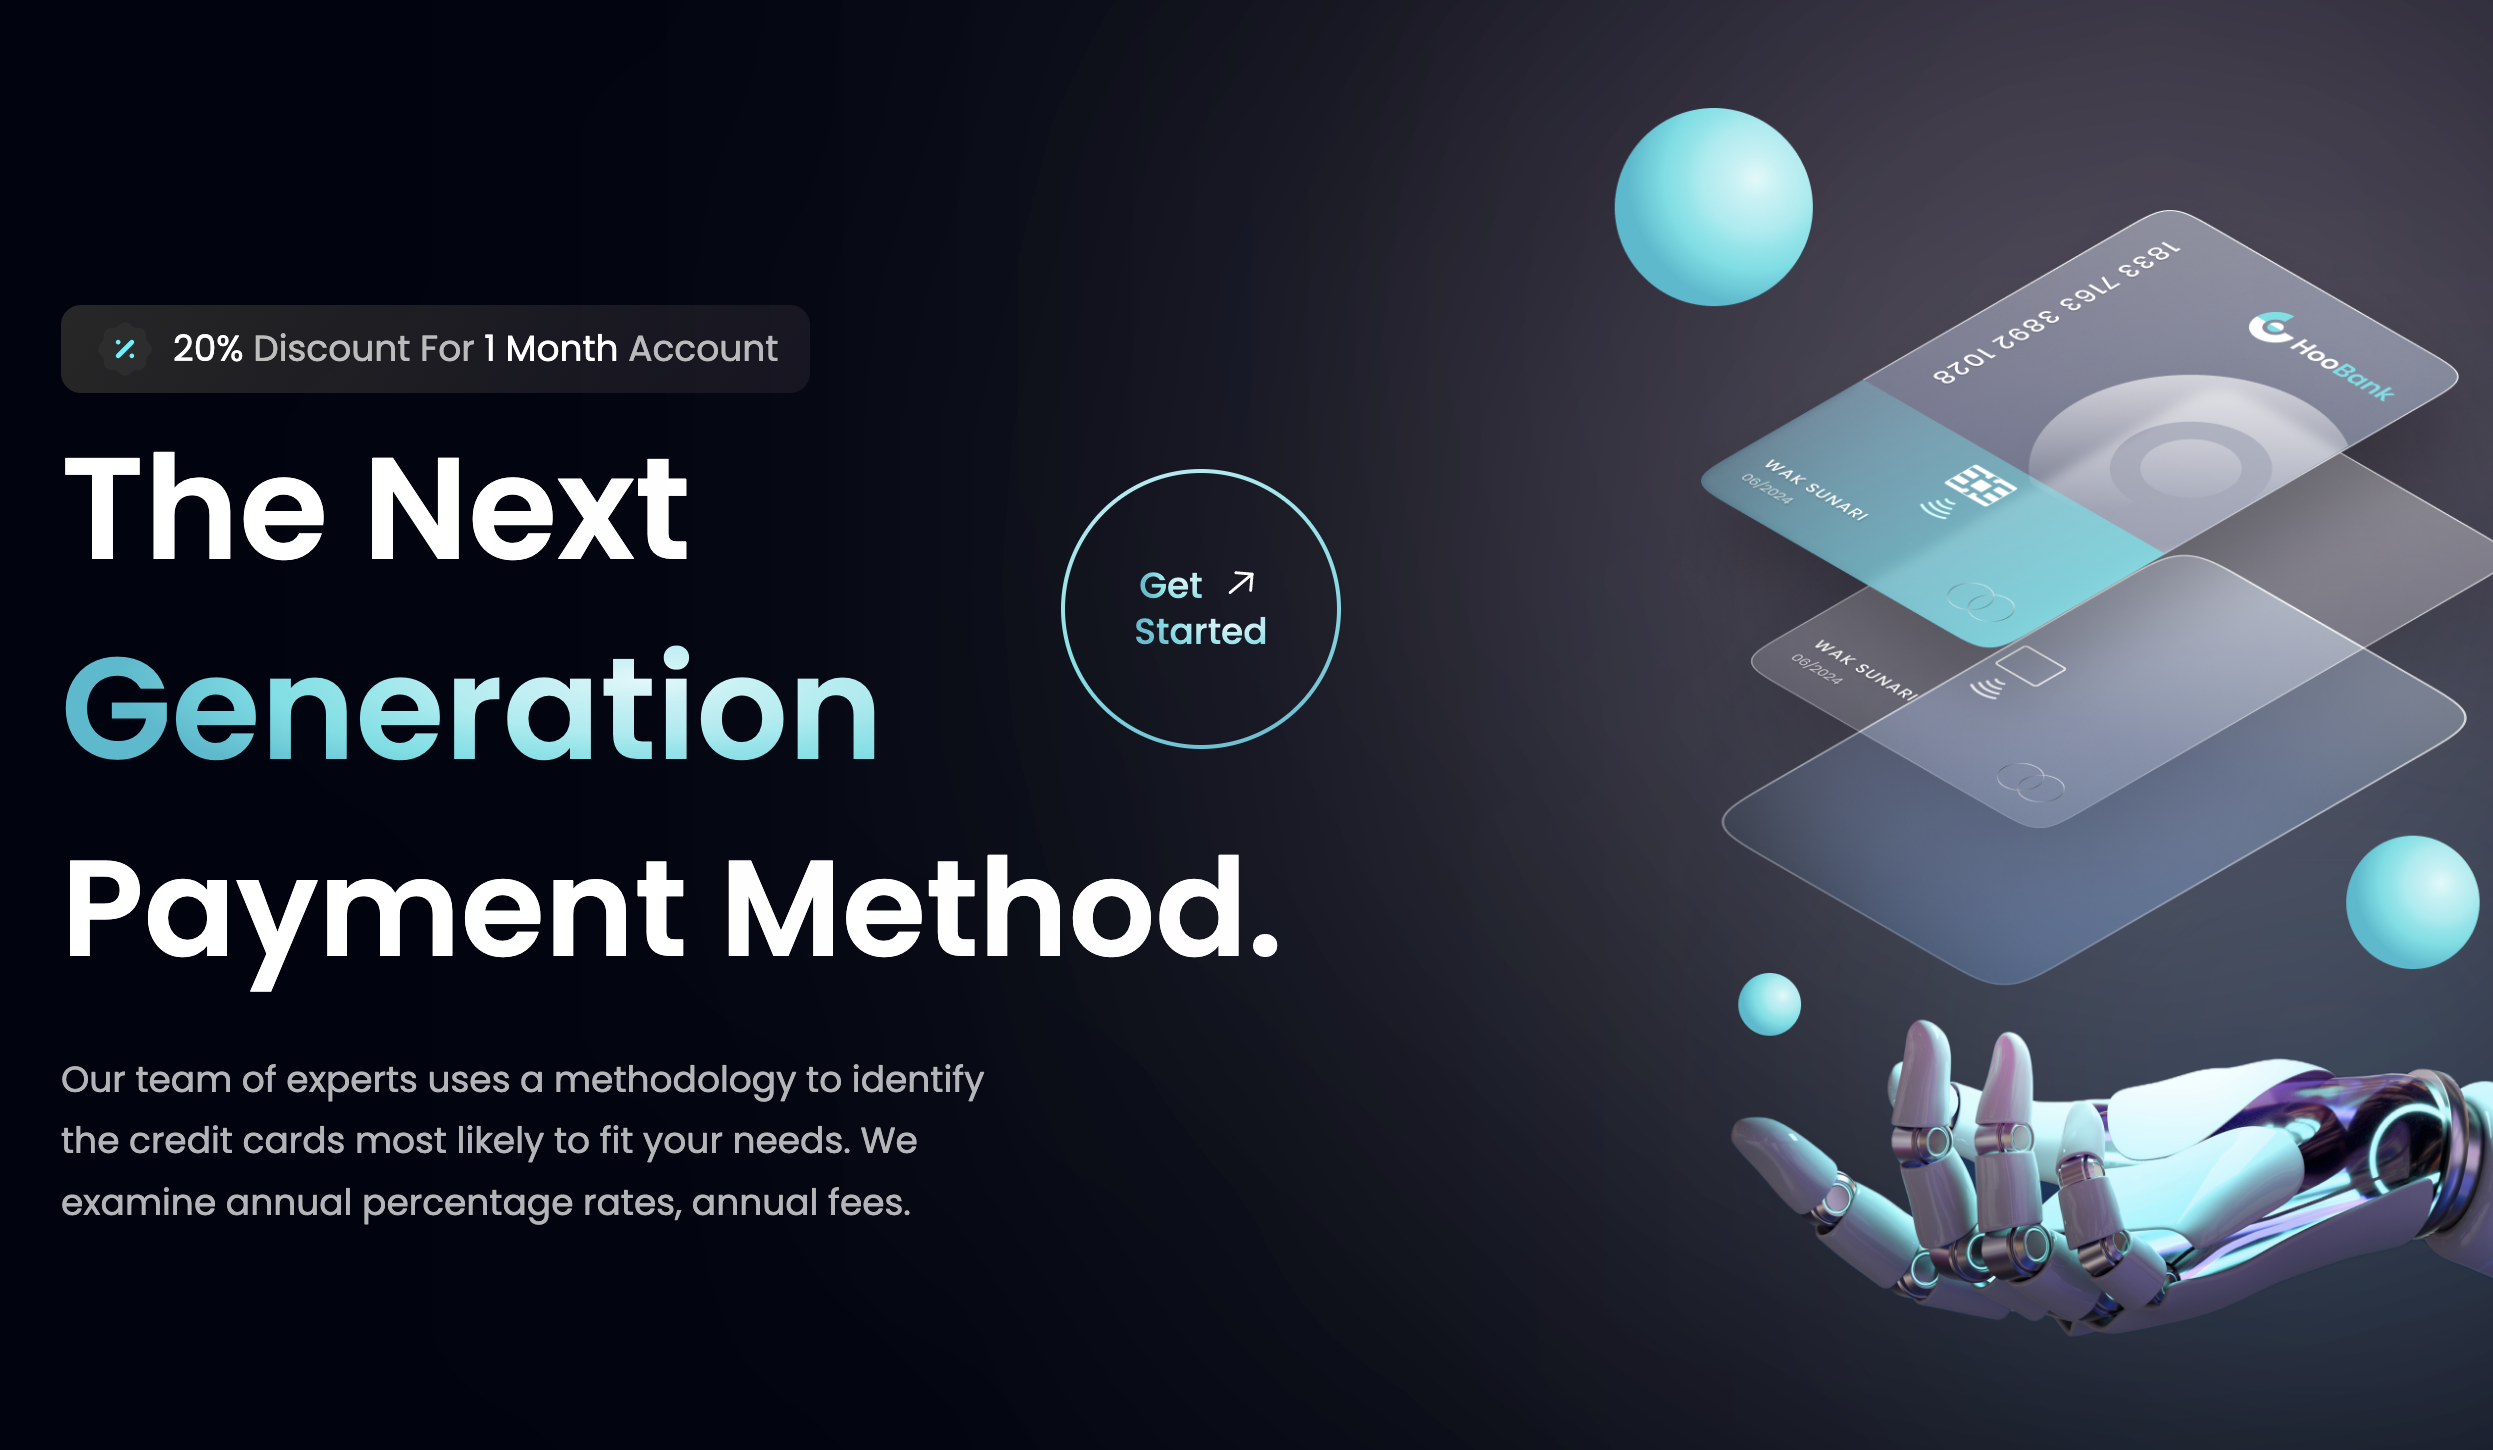 20% Discount For 1 Month Account
The Next
Generation
Payment Method.
Get
Started
Our team of experts uses a methodology to identify
the credit cards most likely to fit your needs. We
examine annual percentage rates, annual fees.
1833 7163 3892 1028
HooBank
WAK SUNARI
06/2024
WAK SUNARI
06/2024